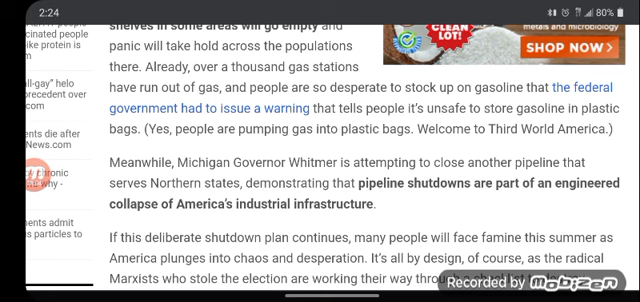 2:24
80%
cinated people
ike protein is
m
all-gay" helo
precedent over
com
ents die after
News.com
chronic
why -
ents admit
s particles to
shelves in some areas will go empty and
panic will take hold across the populations
there. Already, over a thousand gas stations
have run out of gas, and people are so desperate to stock up on gasoline that the federal
government had to issue a warning that tells people it's unsafe to store gasoline in plastic
bags. (Yes, people are pumping gas into plastic bags. Welcome to Third World America.)
Meanwhile, Michigan Governor Whitmer is attempting to close another pipeline that
serves Northern states, demonstrating that pipeline shutdowns are part of an engineered
collapse of America's industrial infrastructure.
If this deliberate shutdown plan continues, many people will face famine this summer as
America plunges into chaos and desperation. It's all by design, of course, as the radical
Marxists who stole the election are working their way through
CLEAN
LOT!
metals and microbiology
SHOP NOW >
Recorded by Mobizen